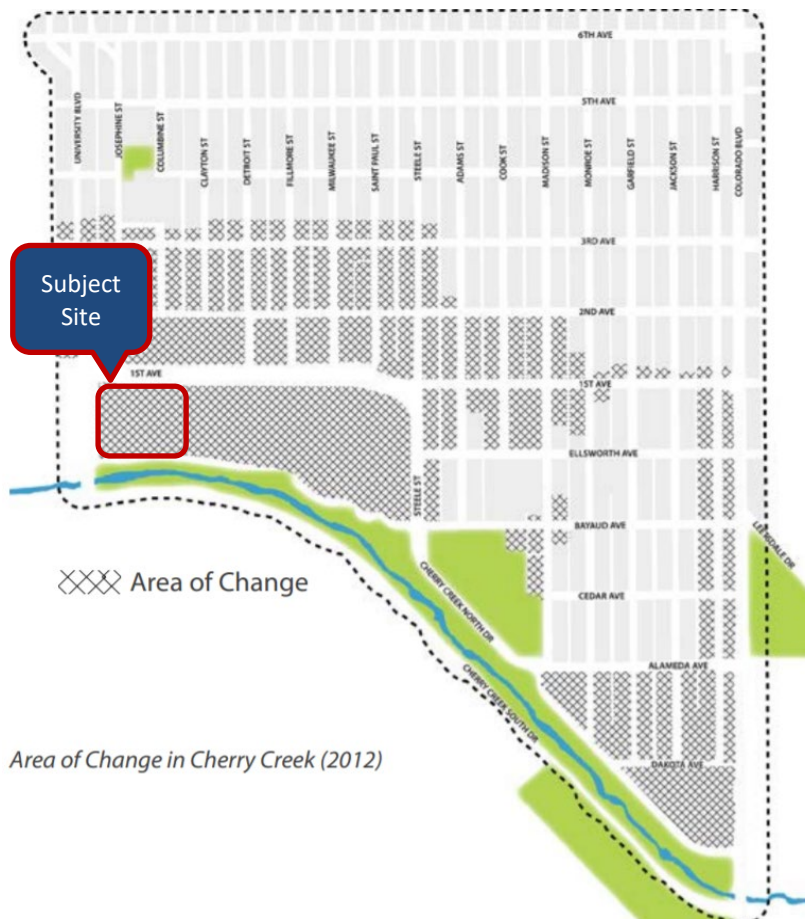 6TH AVE
5TH AVE
UNIVERSITY BLVD
JOSEPHINE ST
COLUMBINE ST
CLAYTON ST
DETROIT ST
FILLMORE ST
MILWAUKEE ST
SAINT PAUL ST
STEELE ST
ADAMS ST
COOK ST
MADISON ST
MONROE ST
GARFIELD ST
JACKSON ST
HARRISON ST
COLORADO BLVD
3RD AVE
Subject
Site
2ND AVE
1ST AVE
1ST AVE
ELLSWORTH AVE
STEELE ST
BAYAUD AVE
LEETSDALE DR
Area of Change
CEDAR AVE
CHERRY CREEK NORTH DR
ALAMEDA AVE
CHERRY CREEK SOUTH DR
Area of Change in Cherry Creek (2012)
DAKOTA AVE